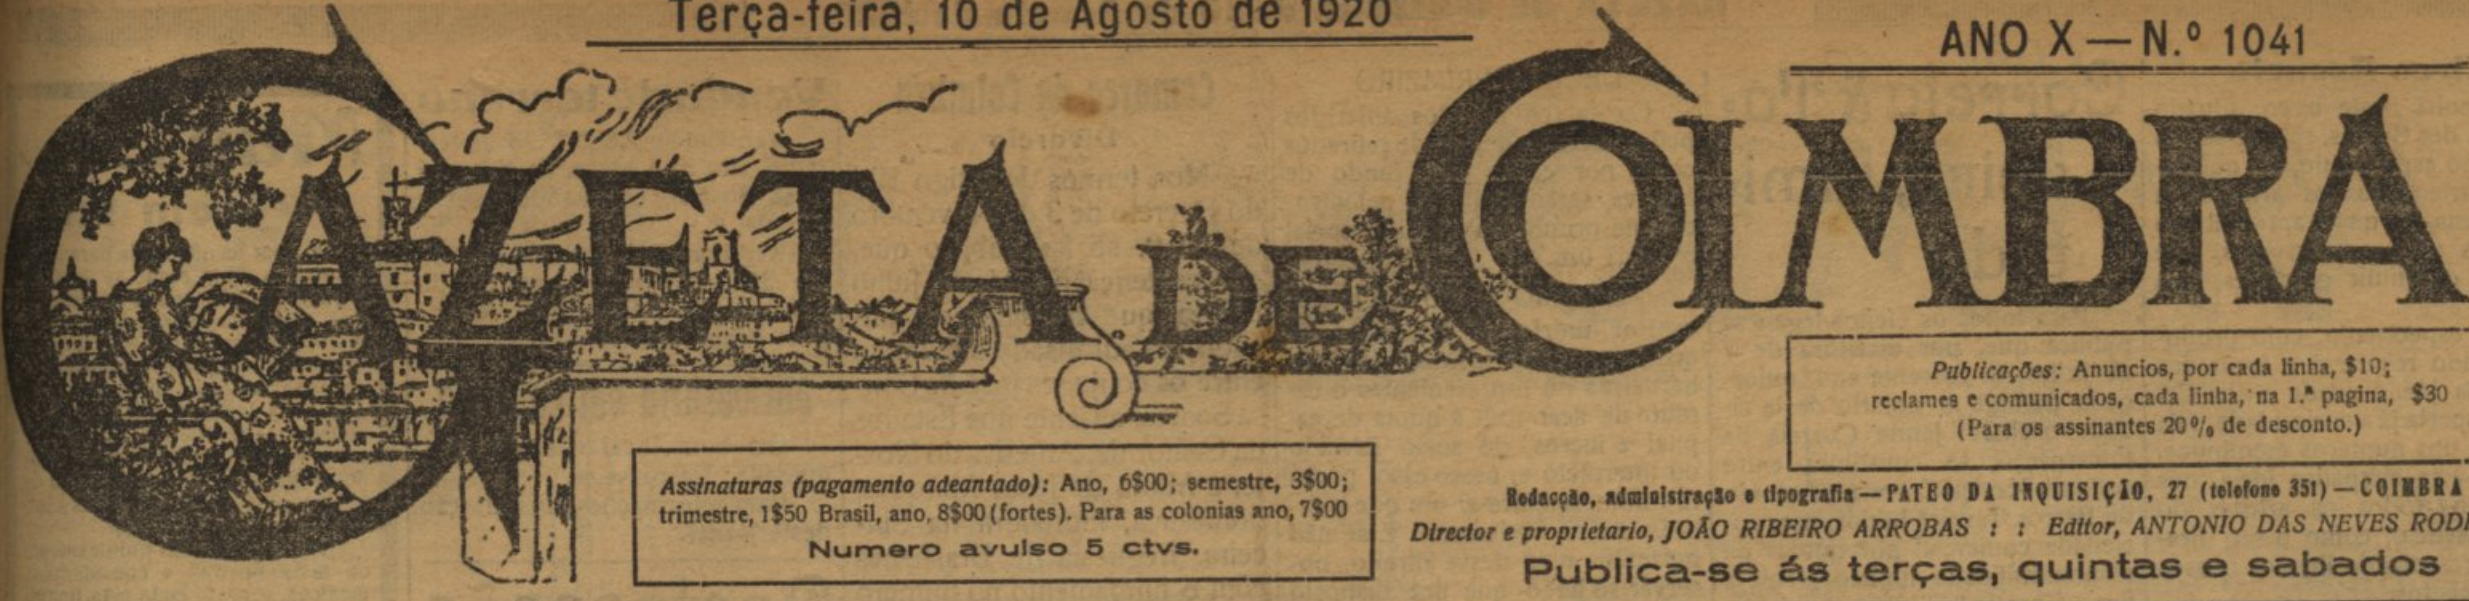 Terça-feira, 10 de Agosto de 1920
ANO X — N.º 1041
GAZETA DE COIMBRA
Publicações: Anuncios, por cada linha, $10;
reclames e comunicados, cada linha, na 1.ª pagina, $30
(Para os assinantes 20% de desconto.)
Assinaturas (pagamento adeantado): Ano, 6$00; semestre, 3$00;
trimestre, 1$50 Brasil, ano, 8$00 (fortes). Para as colonias ano, 7$00
Numero avulso 5 ctvs.
Redacção, administração e tipografia — PATEO DA INQUISIÇÃO, 27 (telefone 351) — COIMBRA
Director e proprietario, JOÃO RIBEIRO ARROBAS : : Editor, ANTONIO DAS NEVES
Publica-se ás terças, quintas e sabados